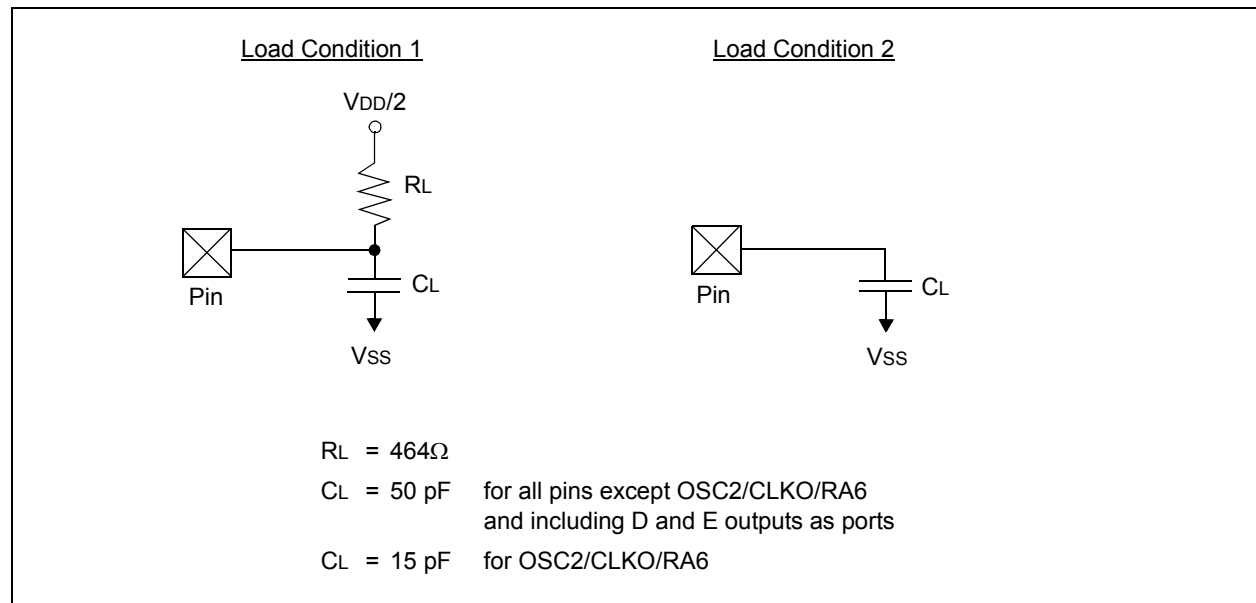 Load Condition 1
Load Condition 2
VDD/2
RL
Pin
CL
VSS
Pin
CL
VSS
RL = 464Ω
CL = 50 pF for all pins except OSC2/CLKO/RA6
and including D and E outputs as ports
CL = 15 pF for OSC2/CLKO/RA6